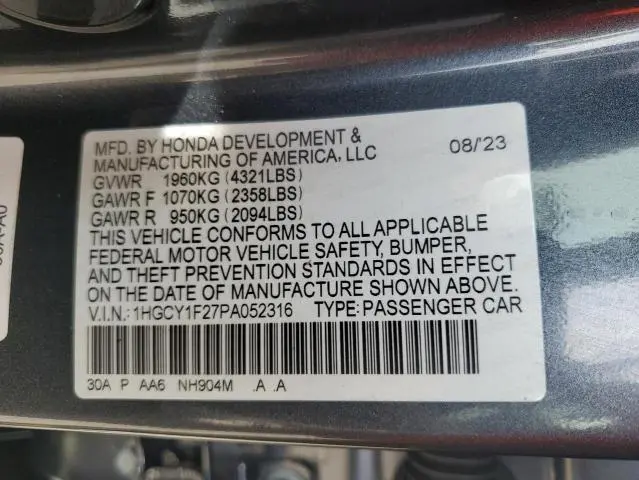 MFD. BY HONDA DEVELOPMENT &
MANUFACTURING OF AMERICA, LLC 08/'23
GVWR 1960KG (4321LBS)
GAWR F 1070KG (2358LBS)
GAWR R 950KG (2094LBS)
THIS VEHICLE CONFORMS TO ALL APPLICABLE
FEDERAL MOTOR VEHICLE SAFETY, BUMPER,
AND THEFT PREVENTION STANDARDS IN EFFECT
ON THE DATE OF MANUFACTURE SHOWN ABOVE.
V.I.N.: 1HGCY1F27PA052316 TYPE: PASSENGER CAR
30A P AA6 NH904M .A .A